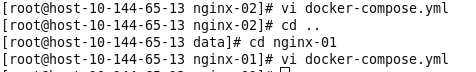 [root@host-10-144-65-13 nginx-02]# vi docker-compose.yml
[root@host-10-144-65-13 nginx-02]# cd ..
[root@host-10-144-65-13 data]# cd nginx-01
[root@host-10-144-65-13 nginx-01]# vi docker-compose.yml